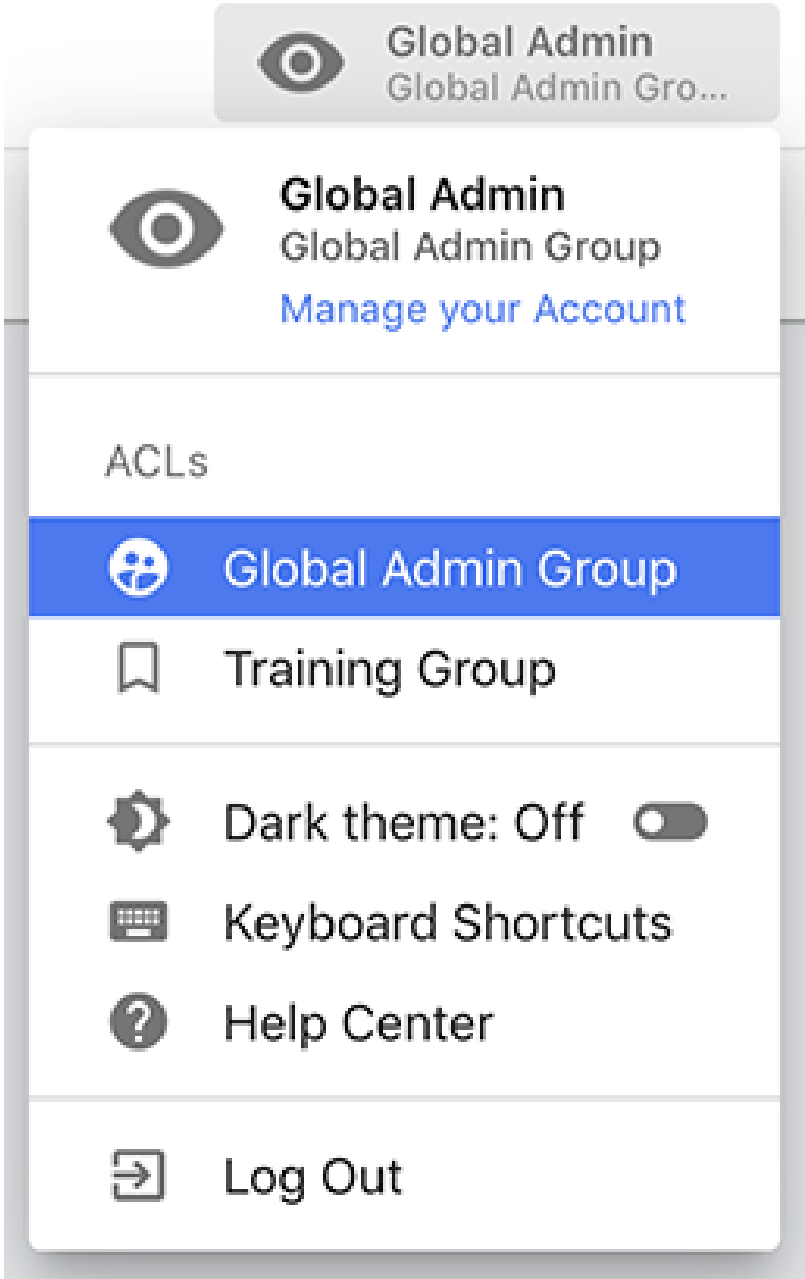 Global Admin
Global Admin Gro...
Global Admin
Global Admin Group
Manage your Account
ACLs
Global Admin Group
Training Group
Dark theme: Off
Keyboard Shortcuts
Help Center
Log Out